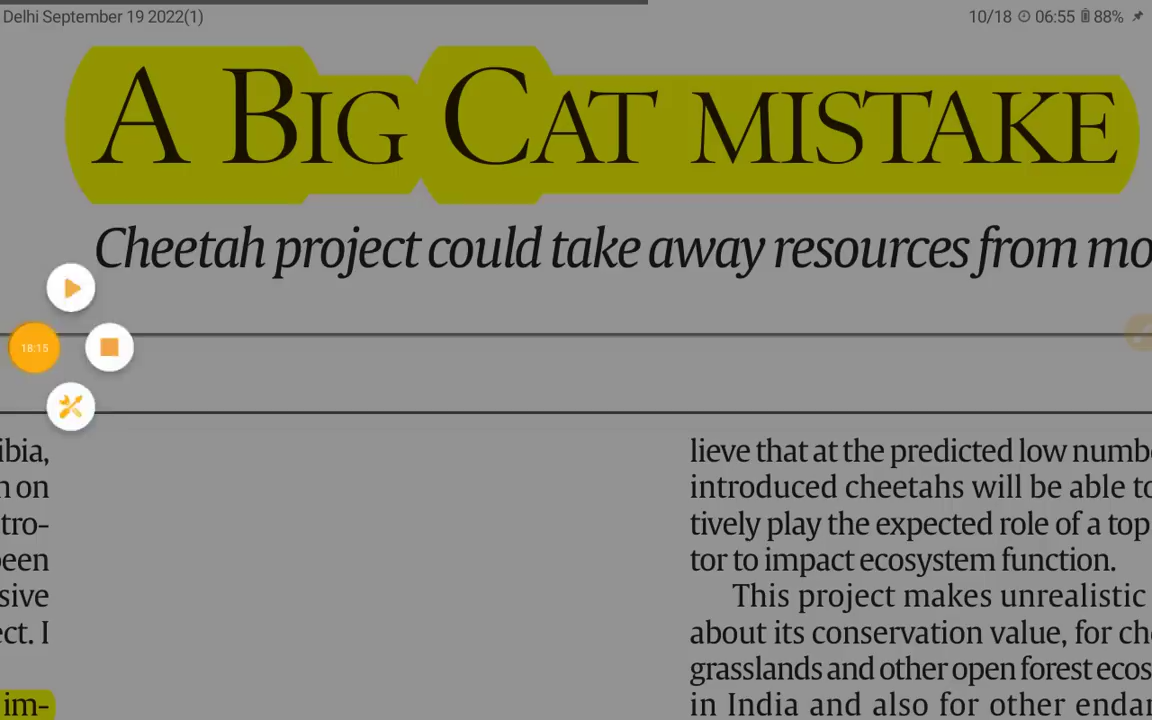 Delhi September 19 2022(1)
10/18 06:55 88%
A BIG CAT MISTAKE
Cheetah project could take away resources from mo
18:15
ibia,
n on
tro-
een
sive
ct. I
im-
lieve that at the predicted low numb
introduced cheetahs will be able to
tively play the expected role of a top
tor to impact ecosystem function.
This project makes unrealistic
about its conservation value, for ch
grasslands and other open forest ecos
in India and also for other endan